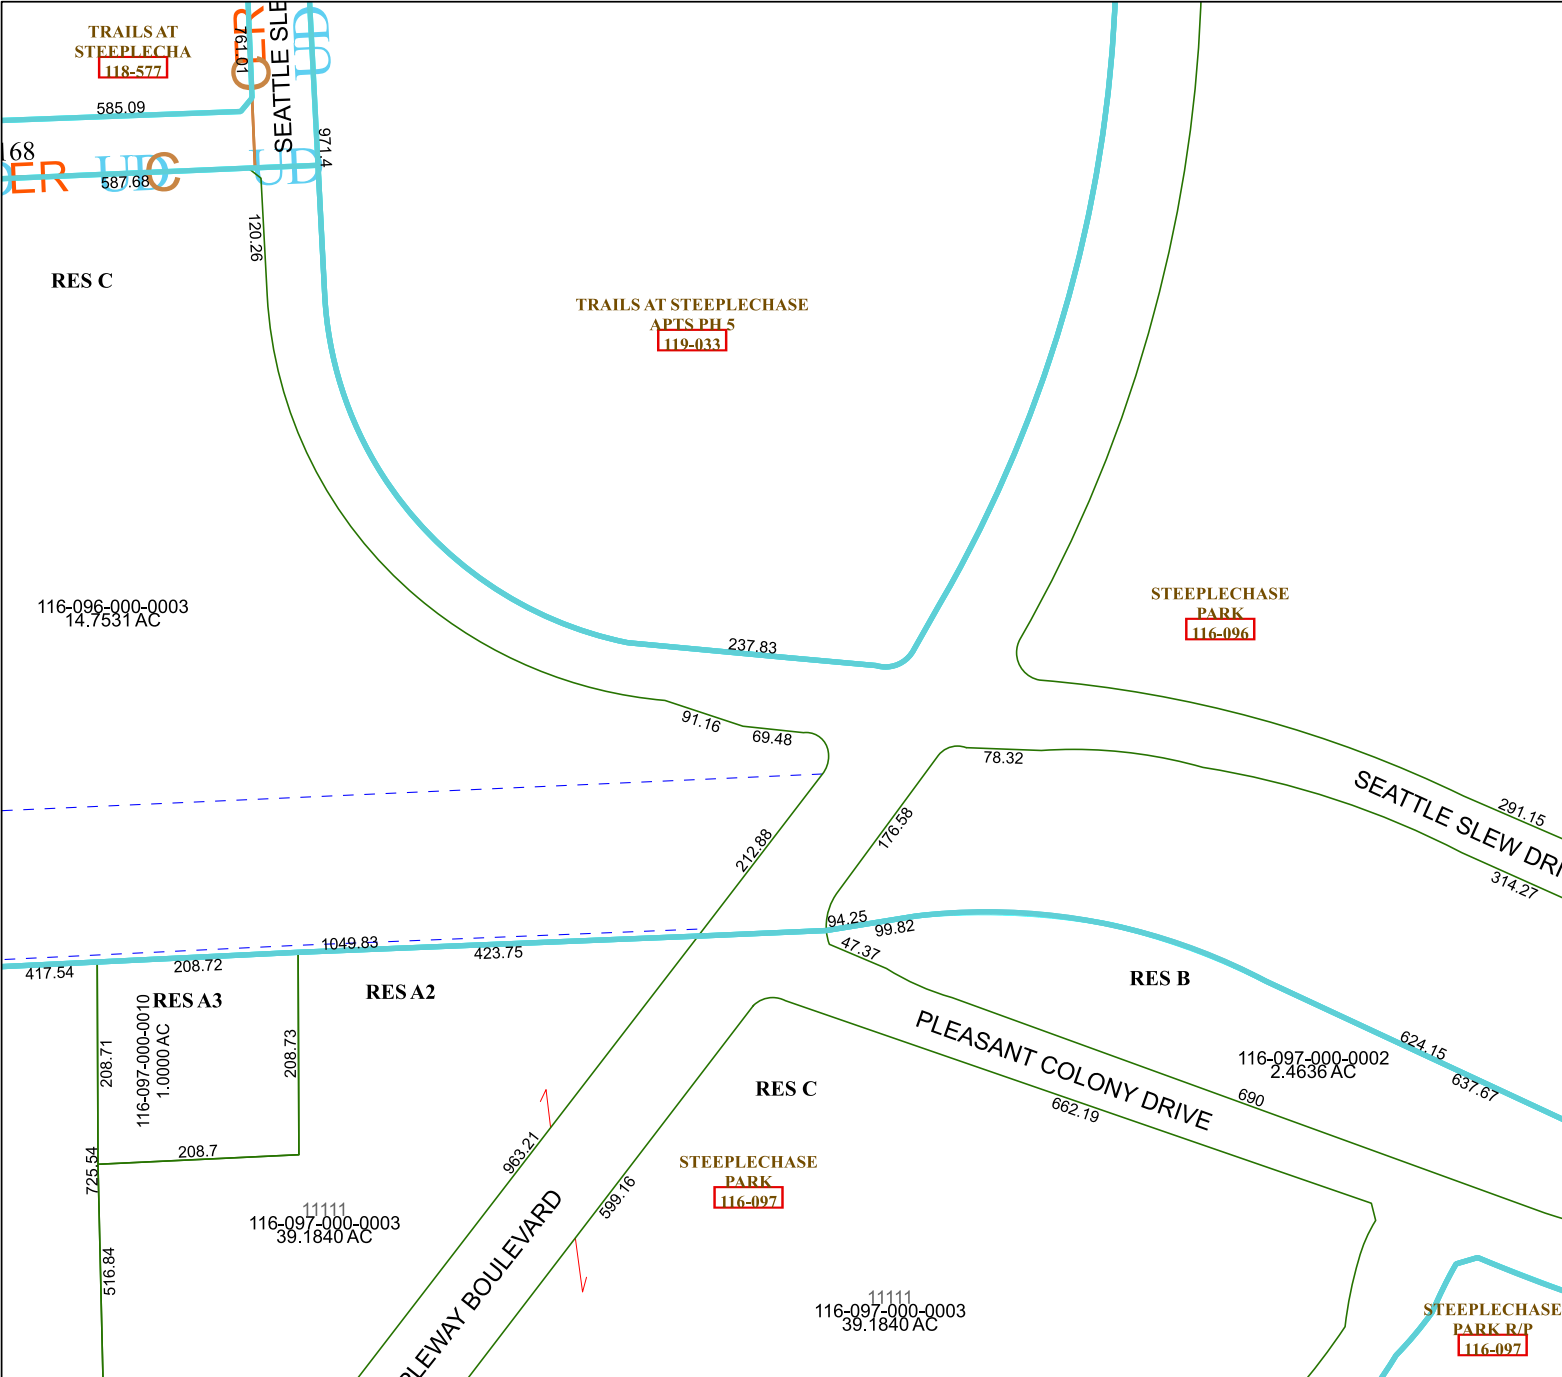 TRAILS AT
STEEPLECHA
118-577
585.09
761.01
ER
C
SEATTLE SLE
UD
971.4
168
ER
UD
C
UD
587.68
120.26
RES C
TRAILS AT STEEPLECHASE
APTS PH 5
119-033
116-096-000-0003
14.7531 AC
STEEPLECHASE
PARK
116-096
237.83
91.16
69.48
78.32
SEATTLE SLEW DRI
291.15
314.27
212.88
176.58
94.25
99.82
47.37
1049.83
423.75
417.54
208.72
RES A3
RES A2
RES B
116-097-000-0010
1.0000 AC
208.71
208.73
208.7
725.54
516.84
PLEASANT COLONY DRIVE
624.15
637.67
116-097-000-0002
2.4636 AC
690
662.19
RES C
963.21
599.16
STEEPLECHASE
PARK
116-097
11111
116-097-000-0003
39.1840 AC
PLEWAY BOULEVARD
11111
116-097-000-0003
39.1840 AC
STEEPLECHASE
PARK R/P
116-097